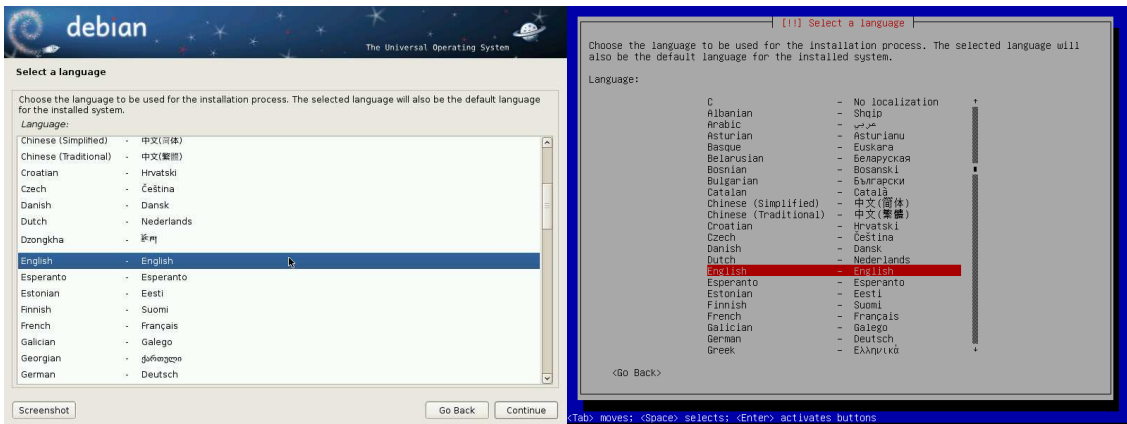 debian
The Universal Operating System
Select a language
Choose the language to be used for the installation process. The selected language will also be the default language
for the installed system.
Language:
Chinese (Simplified) - 中文(简体)
Chinese (Traditional) - 中文(繁體)
Croatian - Hrvatski
Czech - Čeština
Danish - Dansk
Dutch - Nederlands
Dzongkha - རྫོང་ཁ།
English - English
Esperanto - Esperanto
Estonian - Eesti
Finnish - Suomi
French - Français
Galician - Galego
Georgian - ქართული
German - Deutsch
Screenshot
Go Back
Continue
[!!] Select a language
Choose the language to be used for the installation process. The selected language will
also be the default language for the installed system.
Language:
C - No localization
Albanian - Shqip
Arabic - عربي
Asturian - Asturianu
Basque - Euskara
Belarusian - Беларуская
Bosnian - Bosanski
Bulgarian - Български
Catalan - Català
Chinese (Simplified) - 中文(简体)
Chinese (Traditional) - 中文(繁體)
Croatian - Hrvatski
Czech - Čeština
Danish - Dansk
Dutch - Nederlands
English - English
Esperanto - Esperanto
Estonian - Eesti
Finnish - Suomi
French - Français
Galician - Galego
German - Deutsch
Greek - Ελληνικά
<Go Back>
<Tab> moves; <Space> selects; <Enter> activates buttons